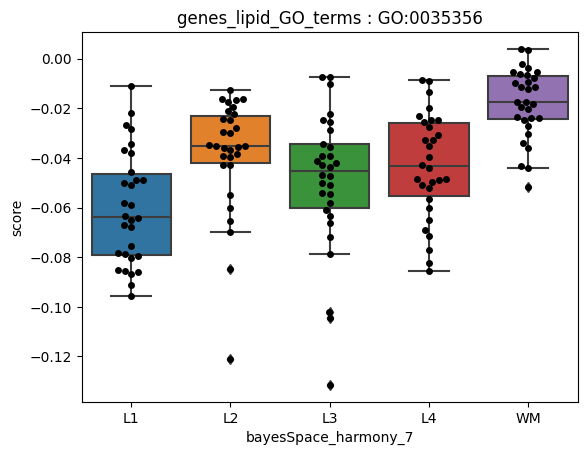 genes_lipid_GO_terms : GO:0035356
0.00
−0.02
−0.04
−0.06
−0.08
−0.10
−0.12
score
L1 L2 L3 L4 WM
bayesSpace_harmony_7